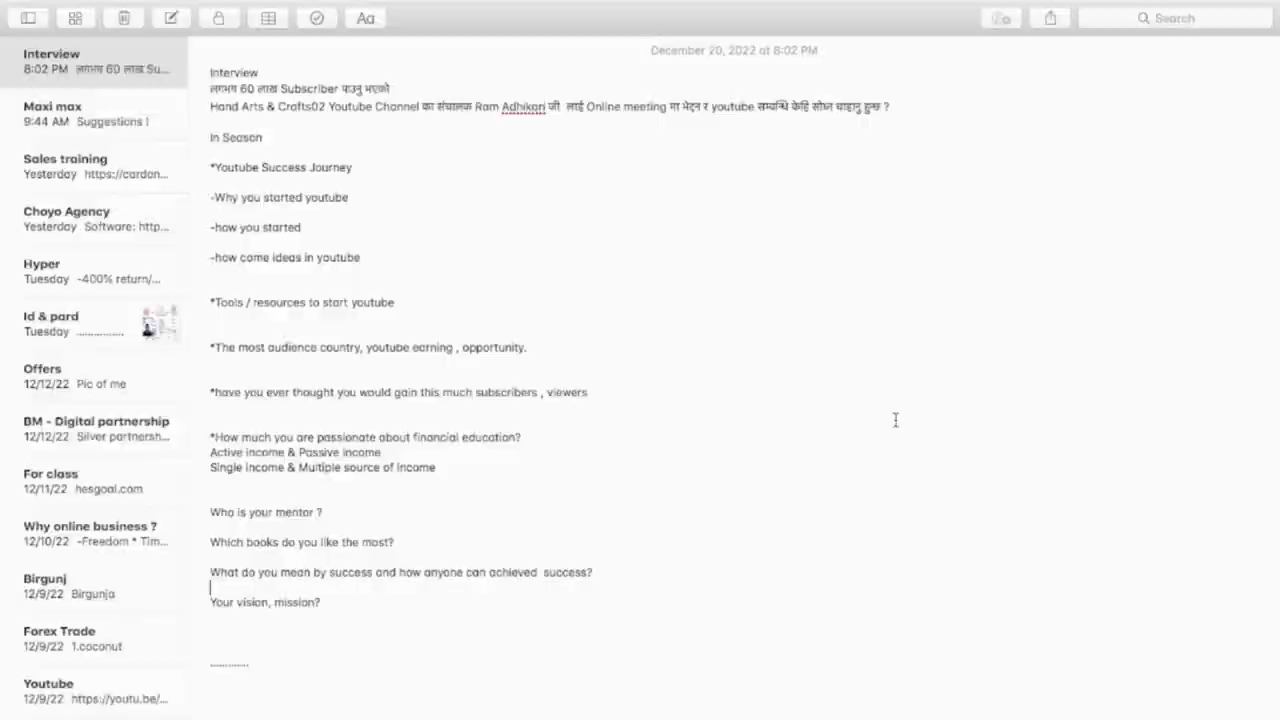 Aa
Search
Interview
8:02 PM लगभग 60 लाख Su...
Maxi max
9:44 AM Suggestions !
Sales training
Yesterday https://cardon...
Choyo Agency
Yesterday Software: http...
Hyper
Tuesday -400% return/...
Id & pard
Tuesday ................
Offers
12/12/22 Pic of me
BM - Digital partnership
12/12/22 Silver partnersh...
For class
12/11/22 hesgoal.com
Why online business ?
12/10/22 -Freedom * Tim...
Birgunj
12/9/22 Birgunja
Forex Trade
12/9/22 1.coconut
Youtube
12/9/22 https://youtu.be/...
December 20, 2022 at 8:02 PM
Interview
लगभग 60 लाख Subscriber पाउनु भएको
Hand Arts & Crafts02 Youtube Channel का संचालक Ram Adhikari जी लाई Online meeting मा भेट्न र youtube सम्बन्धि केहि सोध्न चाहानु हुन्छ ?
In Season
*Youtube Success Journey
-Why you started youtube
-how you started
-how come ideas in youtube
*Tools / resources to start youtube
*The most audience country, youtube earning , opportunity.
*have you ever thought you would gain this much subscribers , viewers
*How much you are passionate about financial education?
Active income & Passive income
Single income & Multiple source of income
Who is your mentor ?
Which books do you like the most?
What do you mean by success and how anyone can achieved success?
Your vision, mission?
.............